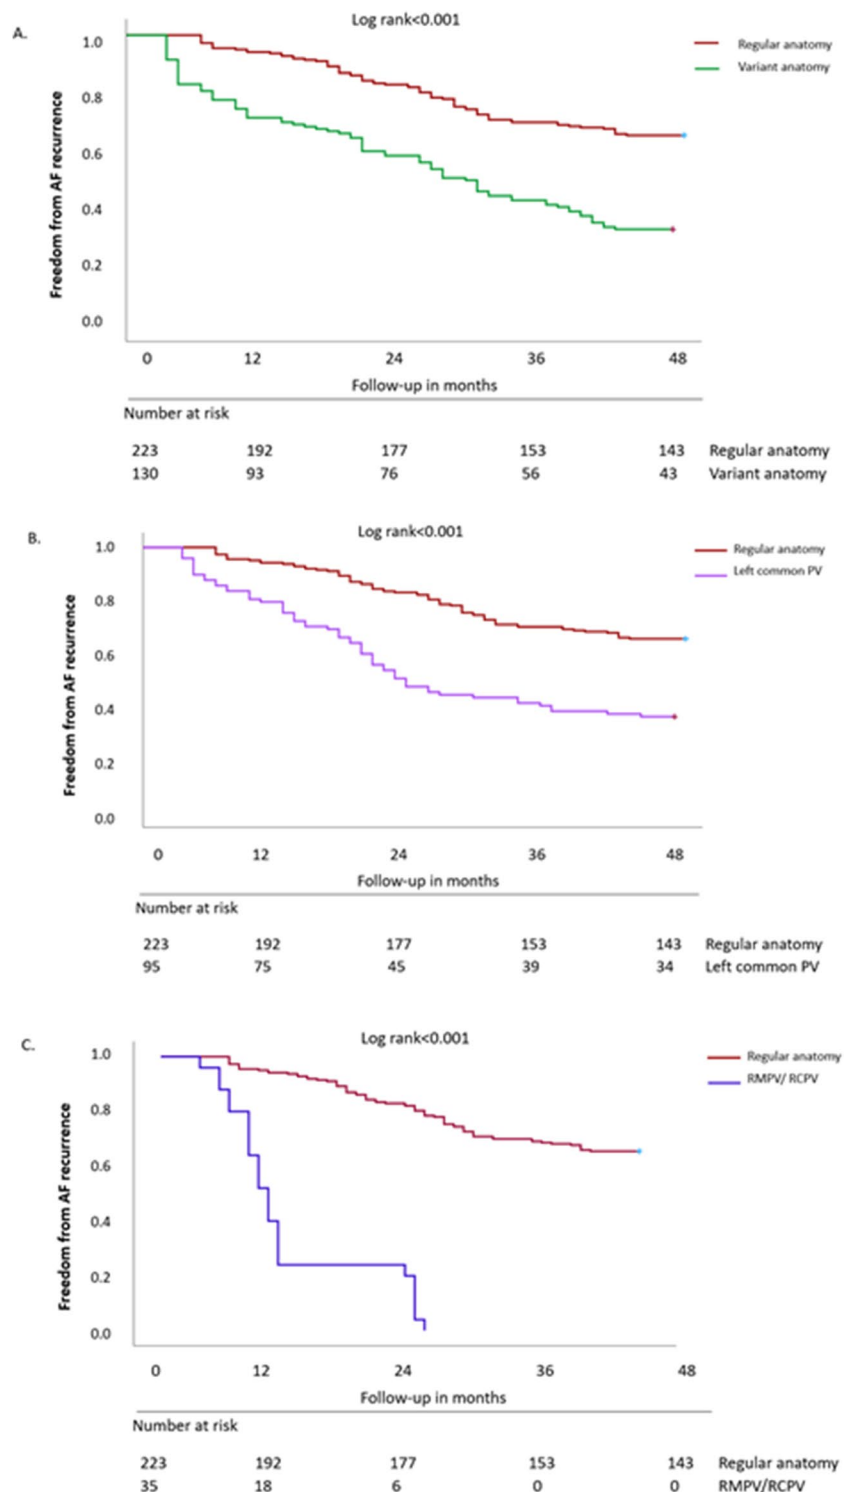 A.
Log rank<0.001
Regular anatomy
Variant anatomy
Freedom from AF recurrence
1.0
0.8
0.6
0.4
0.2
0.0
0 12 24 36 48
Follow-up in months
Number at risk
223 192 177 153 143 Regular anatomy
130 93 76 56 43 Variant anatomy
B.
Log rank<0.001
Regular anatomy
Left common PV
Freedom from AF recurrence
1.0
0.8
0.6
0.4
0.2
0.0
0 12 24 36 48
Follow-up in months
Number at risk
223 192 177 153 143 Regular anatomy
95 75 45 39 34 Left common PV
C.
Log rank<0.001
Regular anatomy
RMPV/ RCPV
Freedom from AF recurrence
1.0
0.8
0.6
0.4
0.2
0.0
0 12 24 36 48
Follow-up in months
Number at risk
223 192 177 153 143 Regular anatomy
35 18 6 0 0 RMPV/RCPV